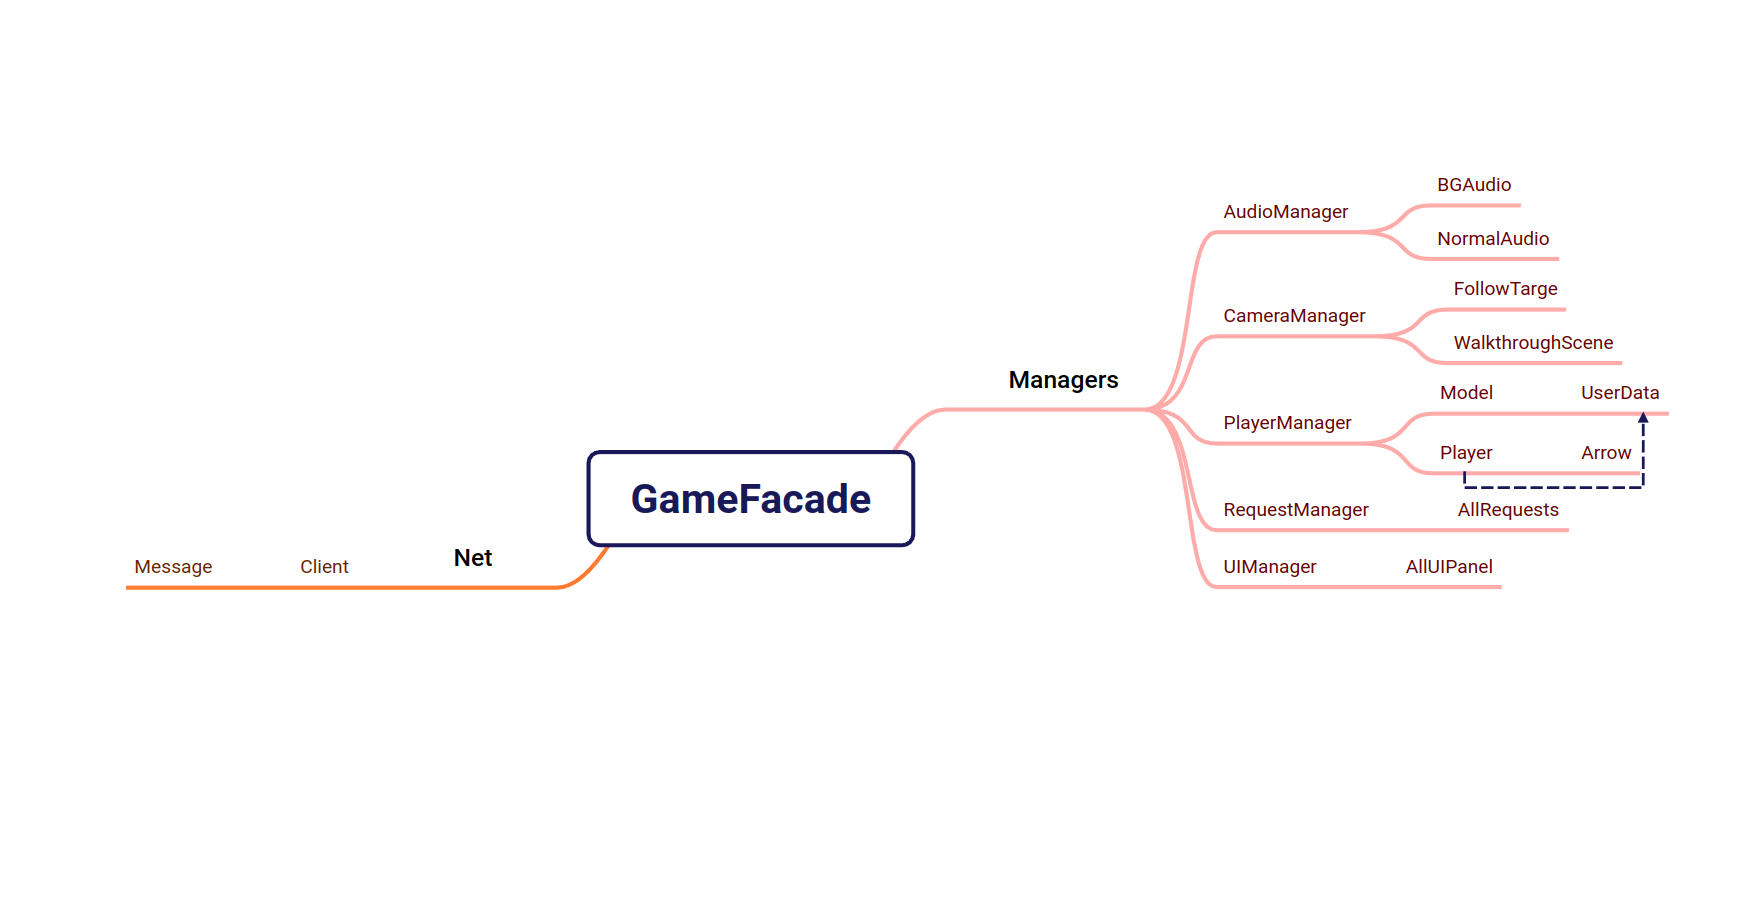 GameFacade
Managers
AudioManager
BGAudio
NormalAudio
CameraManager
FollowTarge
WalkthroughScene
PlayerManager
Model UserData
Player Arrow
RequestManager AllRequests
UIManager AllUIPanel
Net
Client
Message